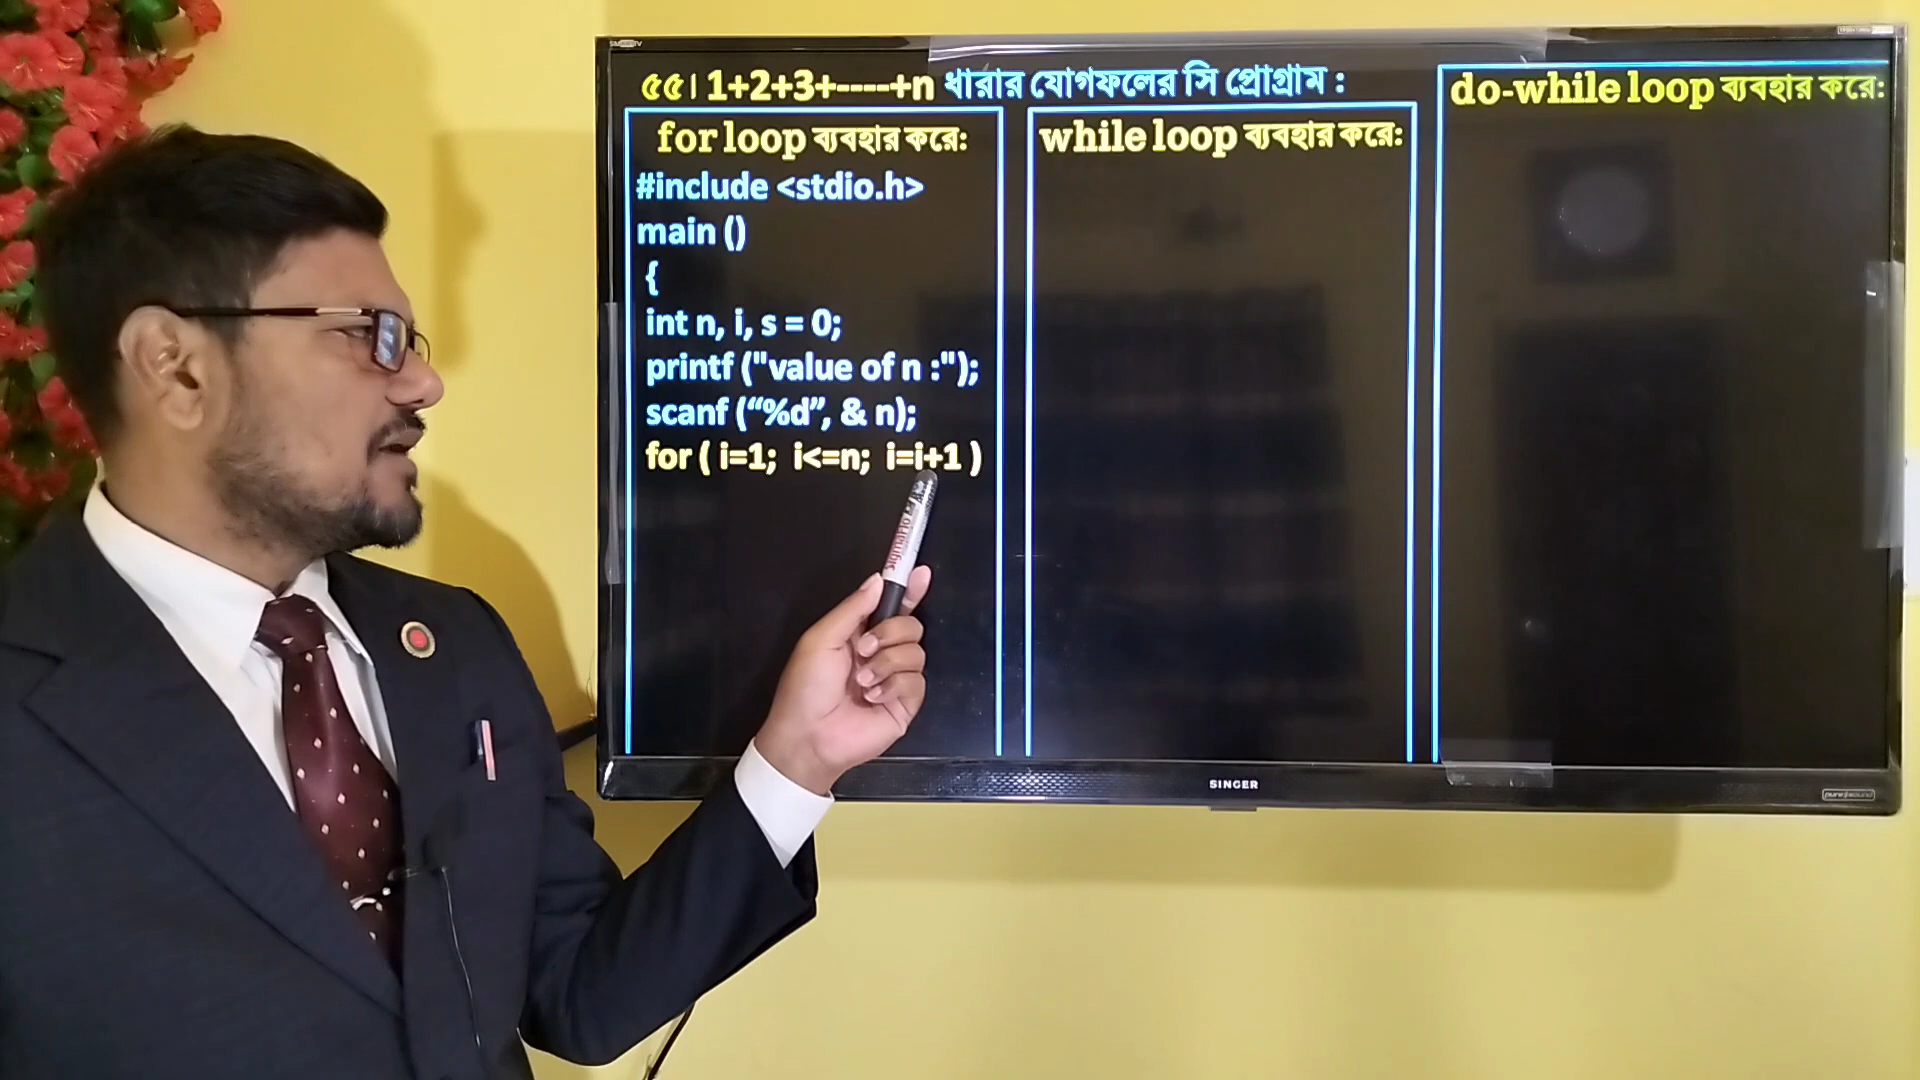 ৫৫। 1+2+3+----+n ধারার যোগফলের সি প্রোগ্রাম :
for loop ব্যবহার করে:
#include <stdio.h>
main ()
{
int n, i, s = 0;
printf ("value of n :");
scanf (“%d”, & n);
for ( i=1; i<=n; i=i+1 )
while loop ব্যবহার করে:
do-while loop ব্যবহার করে:
SINGER